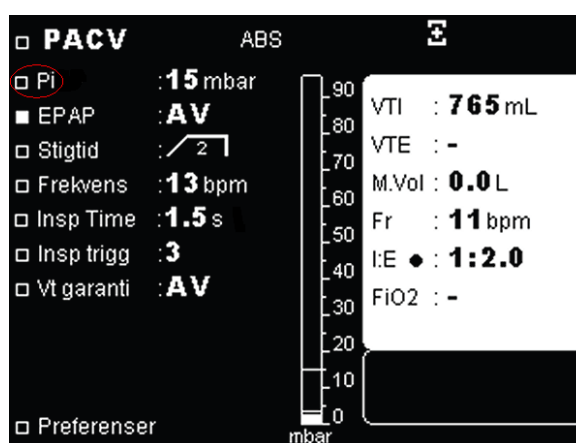 PACV ABS
Pi :15 mbar
EPAP :AV
Stigtid : 2
Frekvens :13 bpm
Insp Time :1.5 s
Insp trigg :3
Vt garanti :AV
Preferenser
90
80
70
60
50
40
30
20
10
0
mbar
VTI : 765 mL
VTE : -
M.Vol : 0.0 L
Fr : 11 bpm
I:E ● : 1:2.0
FiO2 : -